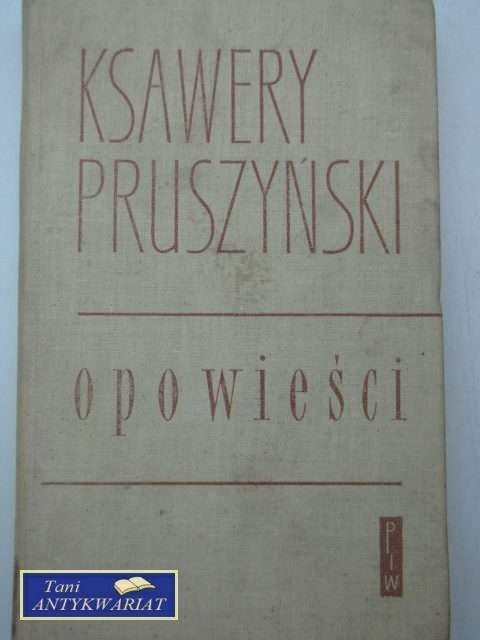 KSAWERY
PRUSZYŃSKI
opowieści
PIW
Tani
ANTYKWARIAT